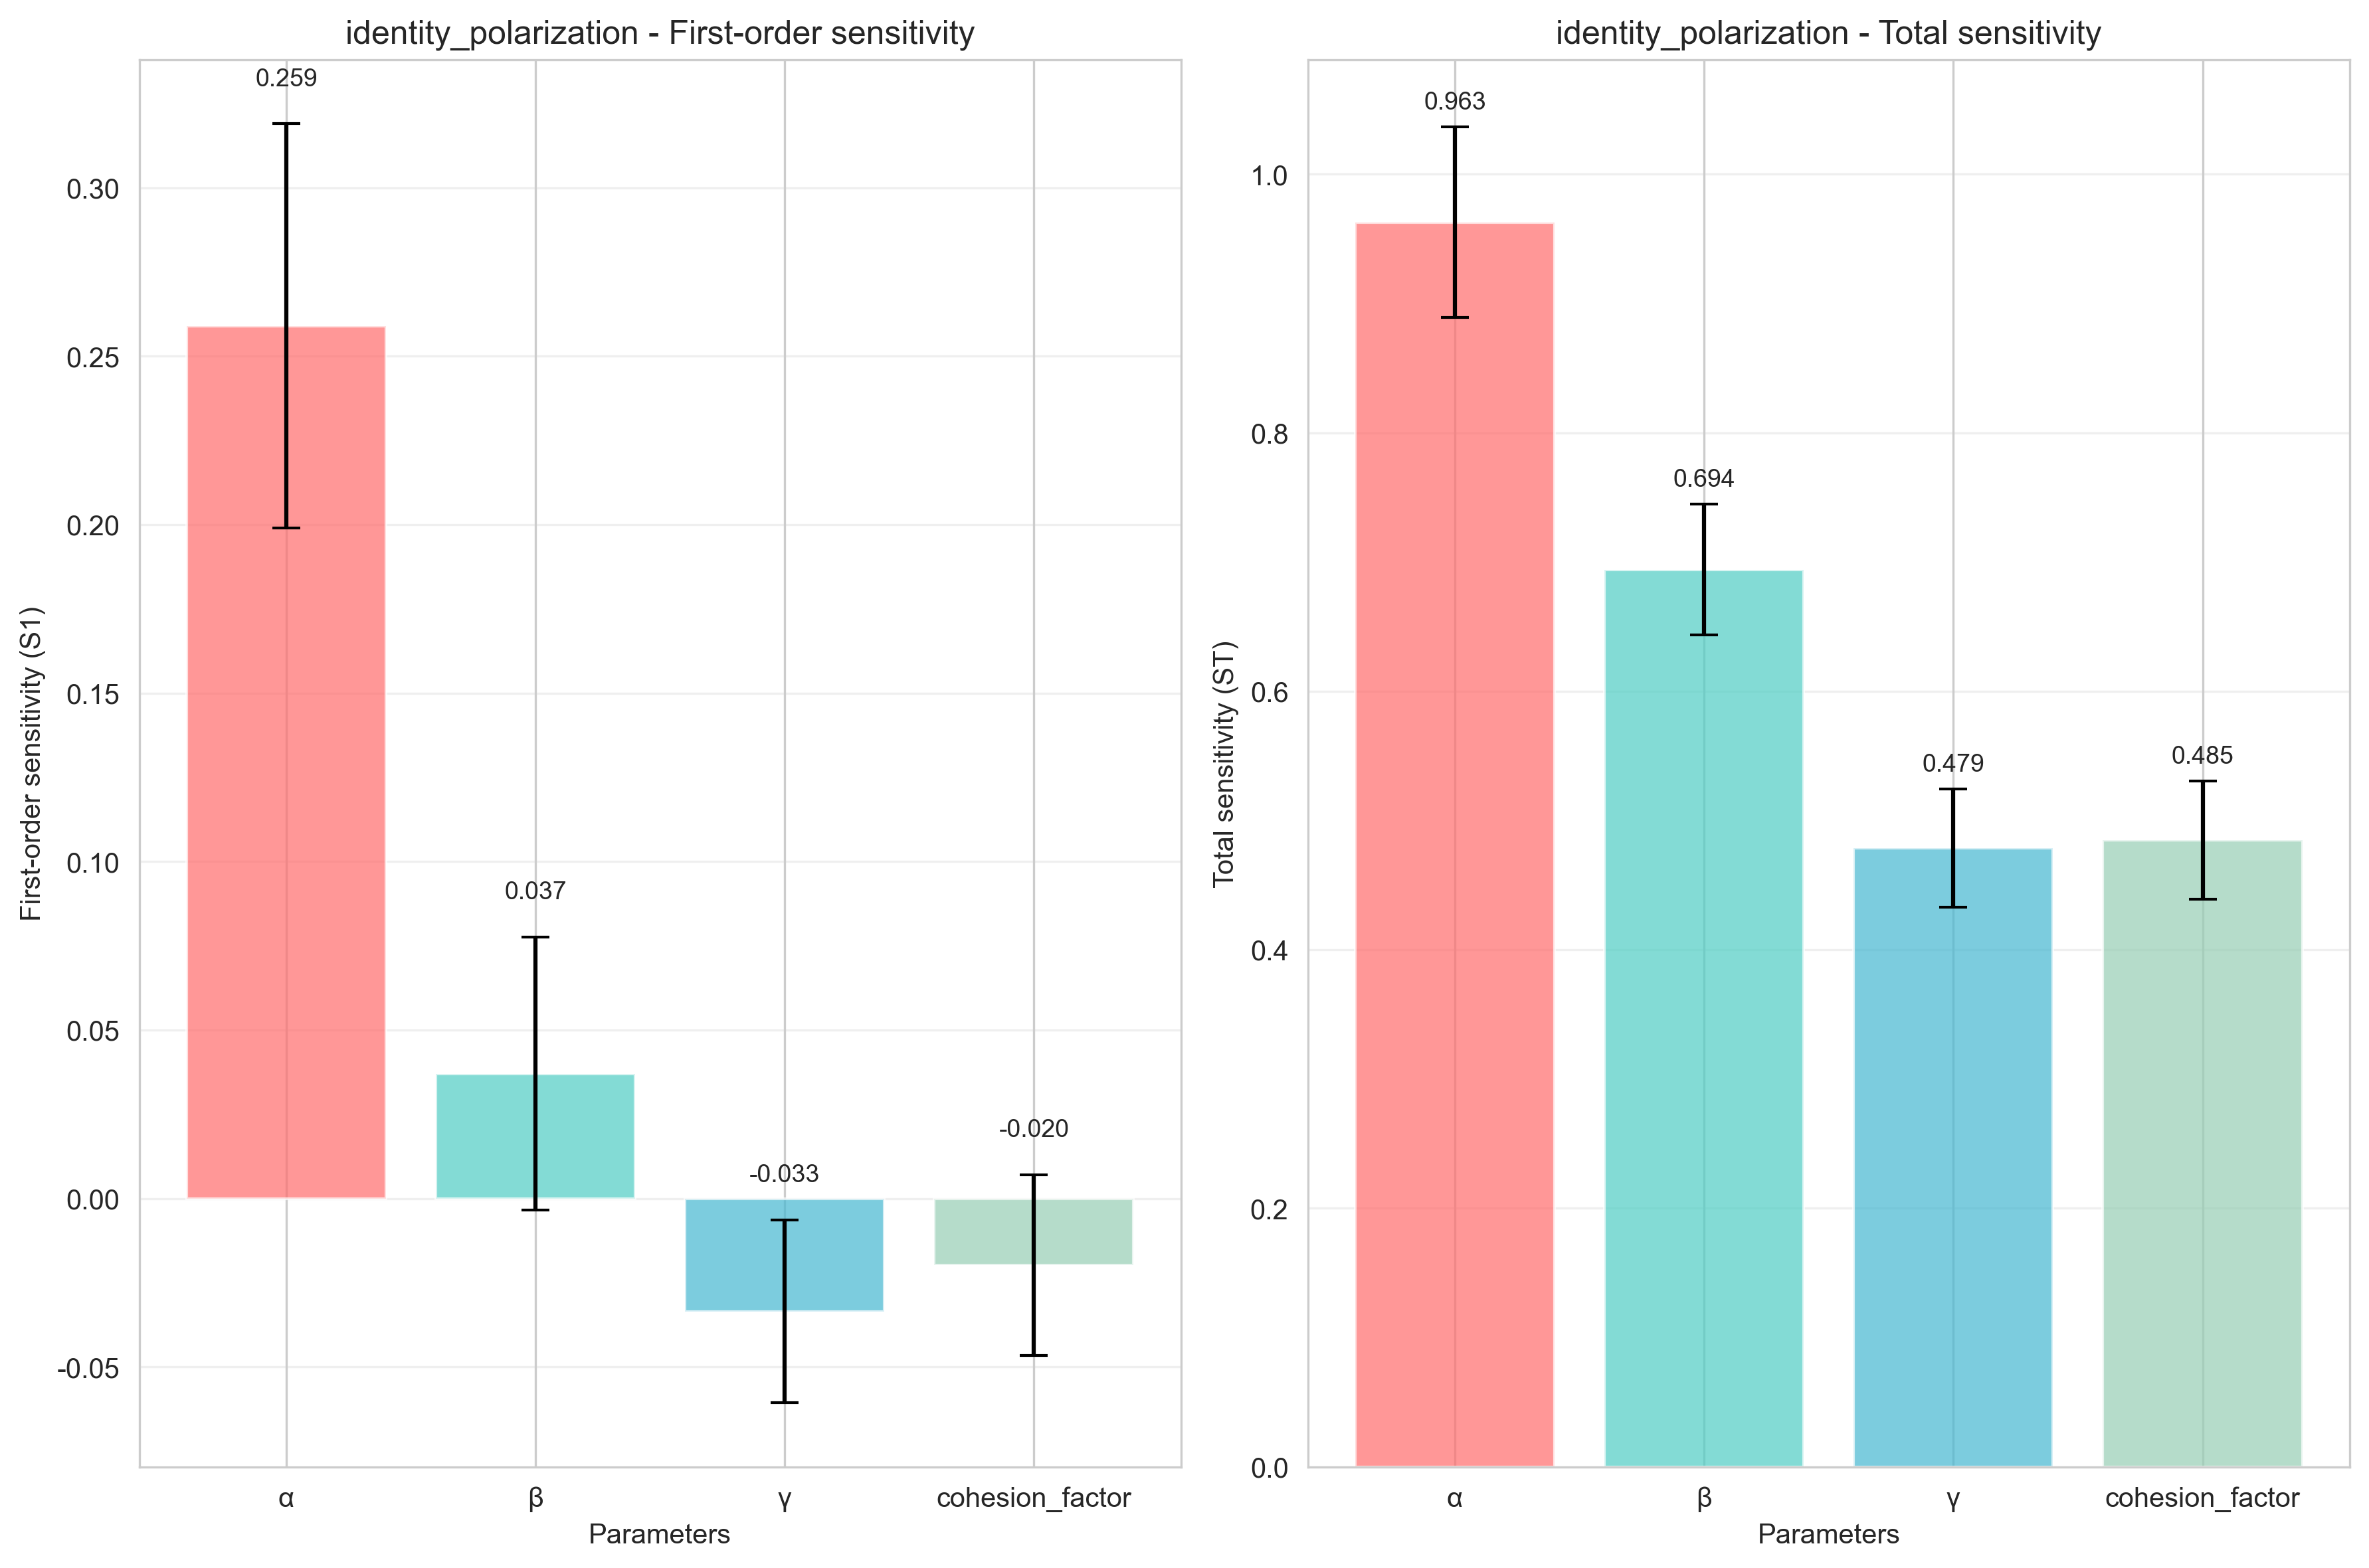 identity_polarization - First-order sensitivity
0.259
0.30
0.25
0.20
0.15
0.10
0.05
0.00
-0.05
First-order sensitivity (S1)
0.037
-0.033
-0.020
α
β
γ
cohesion_factor
Parameters
identity_polarization - Total sensitivity
0.963
1.0
0.8
0.6
0.4
0.2
0.0
Total sensitivity (ST)
0.694
0.479
0.485
α
β
γ
cohesion_factor
Parameters